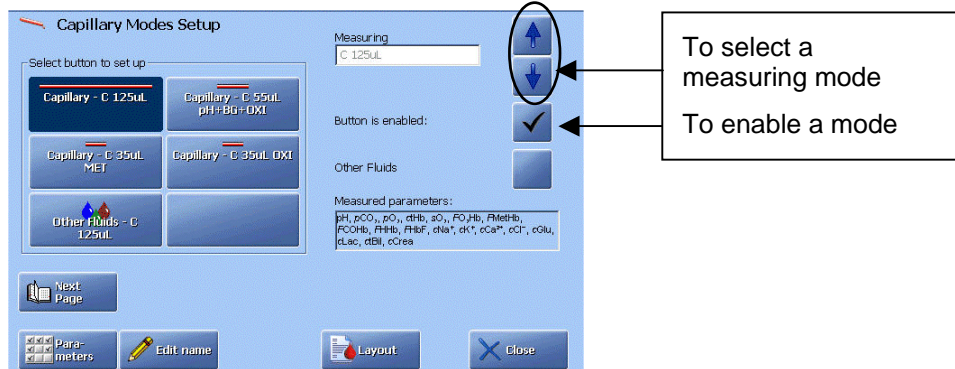 Capillary Modes Setup
Measuring
C 125uL
Select button to set up
Capillary - C 125uL
Capillary - C 55uL
pH+BG+OXI
Button is enabled:
Capillary - C 35uL
MET
Capillary - C 35uL OXI
Other Fluids
Other Fluids - C
125uL
Measured parameters:
pH, pCO₂, pO₂, ctHb, sO₂, FO₂Hb, FMetHb,
FCOHb, FHHb, FHbF, cNa⁺, cK⁺, cCa²⁺, cCl⁻, cGlu,
cLac, ctBil, cCrea
Next
Page
Para-
meters
Edit name
Layout
Close
To select a
measuring mode
To enable a mode